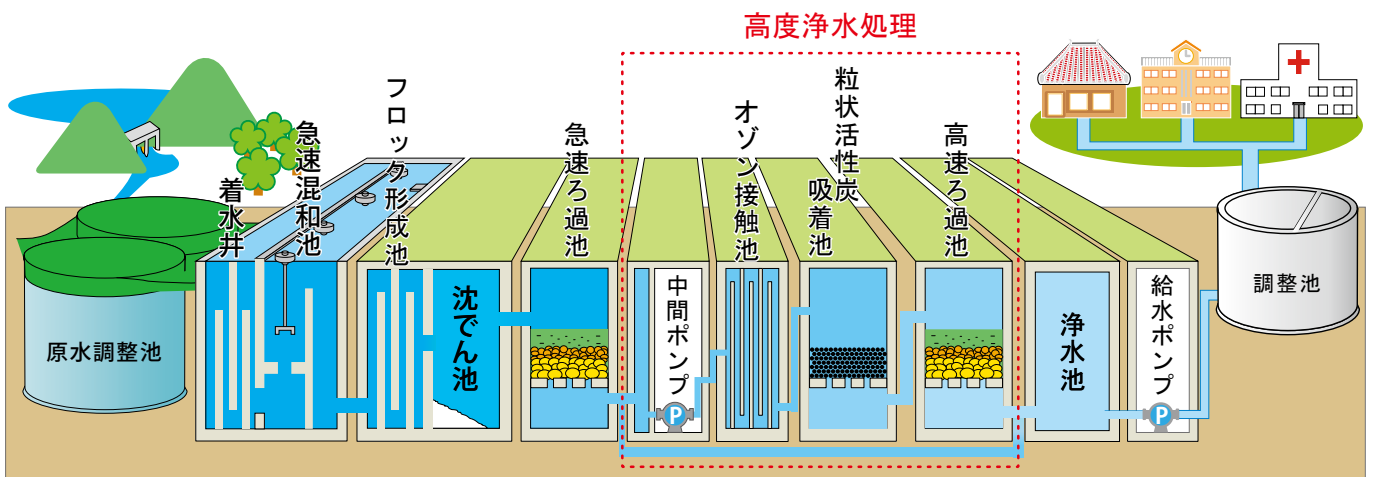 高度浄水処理
原水調整池
着水井
急速混和池
フロック形成池
沈でん池
急速ろ過池
中間ポンプ
P
オゾン接触池
粒状活性炭
吸着池
高速ろ過池
浄水池
給水ポンプ
P
調整池